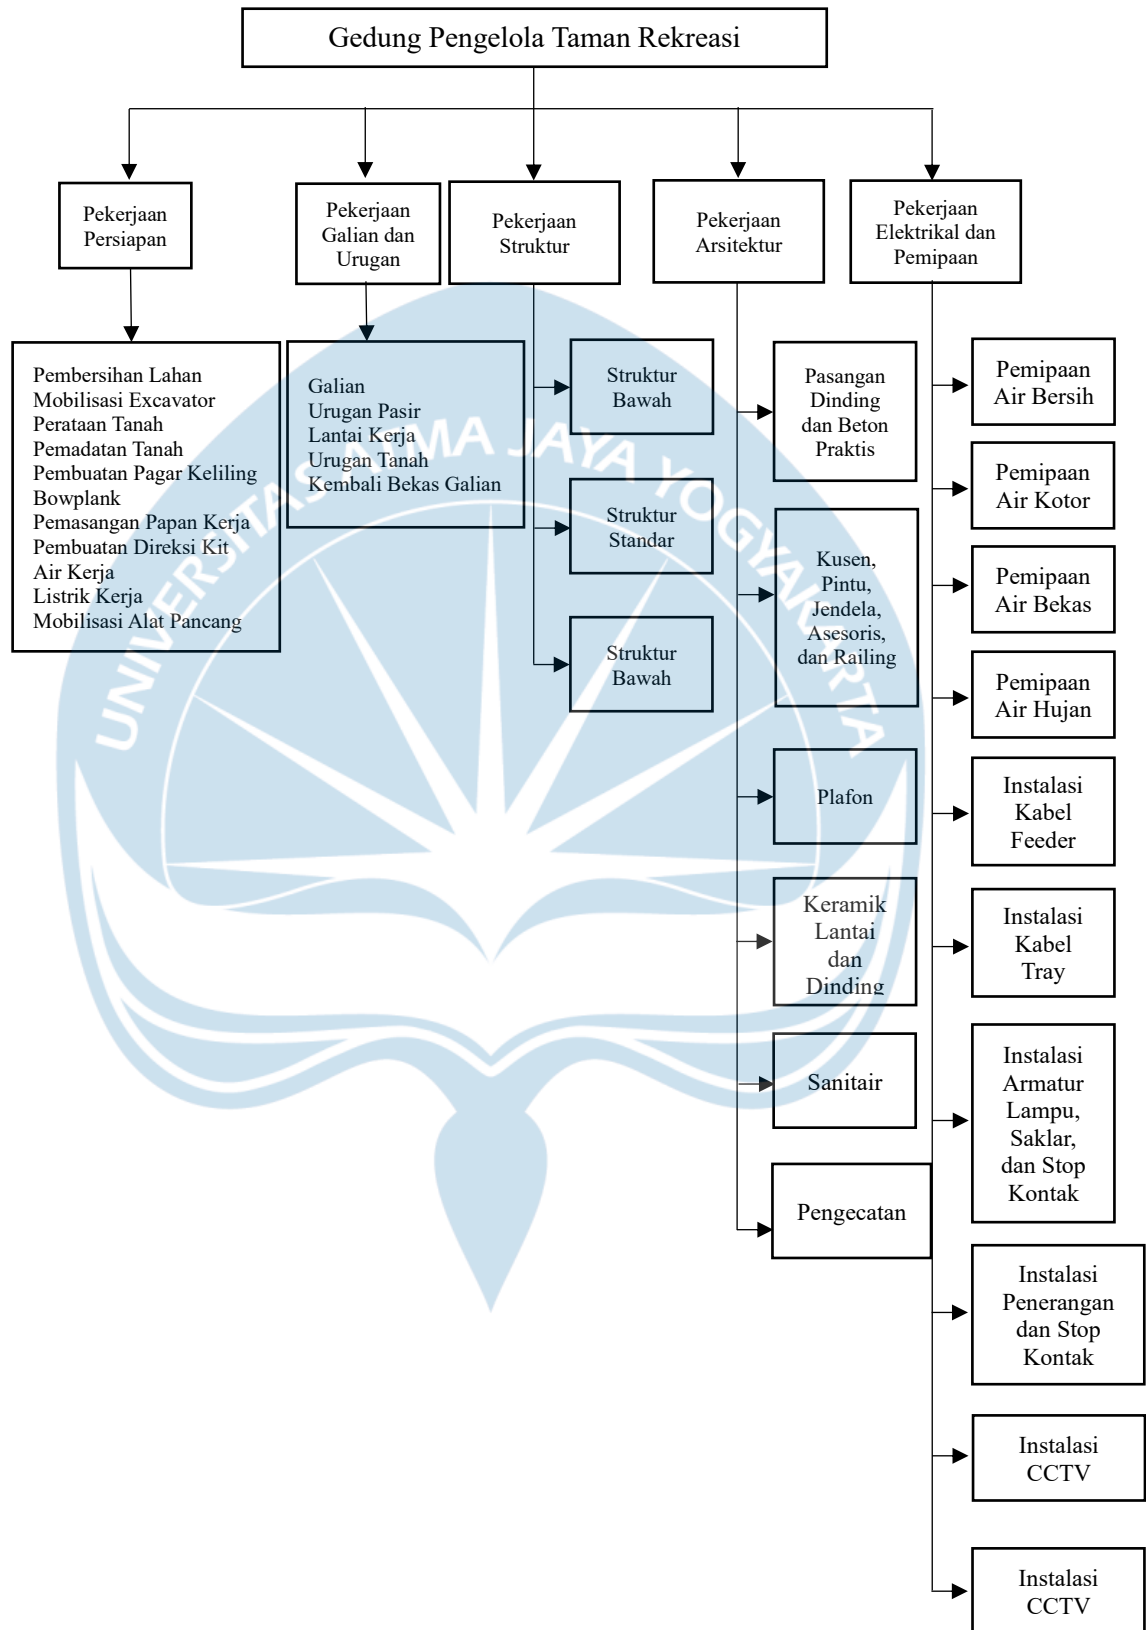 Gedung Pengelola Taman Rekreasi
Pekerjaan
Persiapan
Pekerjaan
Galian dan
Urugan
Pekerjaan
Struktur
Pekerjaan
Arsitektur
Pekerjaan
Elektrikal dan
Pemipaan
Pembersihan Lahan
Mobilisasi Excavator
Perataan Tanah
Pemadatan Tanah
Pembuatan Pagar Keliling
Bowplank
Pemasangan Papan Kerja
Pembuatan Direksi Kit
Air Kerja
Listrik Kerja
Mobilisasi Alat Pancang
Galian
Urugan Pasir
Lantai Kerja
Urugan Tanah
Kembali Bekas Galian
Struktur
Bawah
Struktur
Standar
Struktur
Bawah
Pasangan
Dinding
dan Beton
Praktis
Kusen,
Pintu,
Jendela,
Asesoris,
dan Railing
Plafon
Keramik
Lantai
dan
Dinding
Sanitair
Pengecatan
Pemipaan
Air Bersih
Pemipaan
Air Kotor
Pemipaan
Air Bekas
Pemipaan
Air Hujan
Instalasi
Kabel
Feeder
Instalasi
Kabel
Tray
Instalasi
Armatur
Lampu,
Saklar,
dan Stop
Kontak
Instalasi
Penerangan
dan Stop
Kontak
Instalasi
CCTV
Instalasi
CCTV
UNIVERSITAS ATMA JAYA YOGYAKARTA